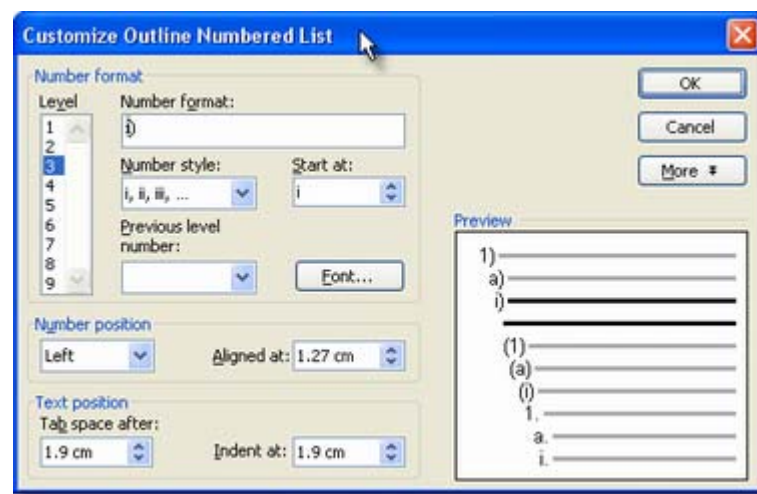 Customize Outline Numbered List
Number format
Level
Number format:
1
2
3
4
5
6
7
8
9
i)
Number style:
Start at:
i, ii, iii, ...
i
Previous level
number:
Font...
Number position
Left
Aligned at: 1.27 cm
Text position
Tab space after:
1.9 cm
Indent at: 1.9 cm
OK
Cancel
More
Preview
1)
a)
i)
(1)
(a)
(i)
1.
a.
i.